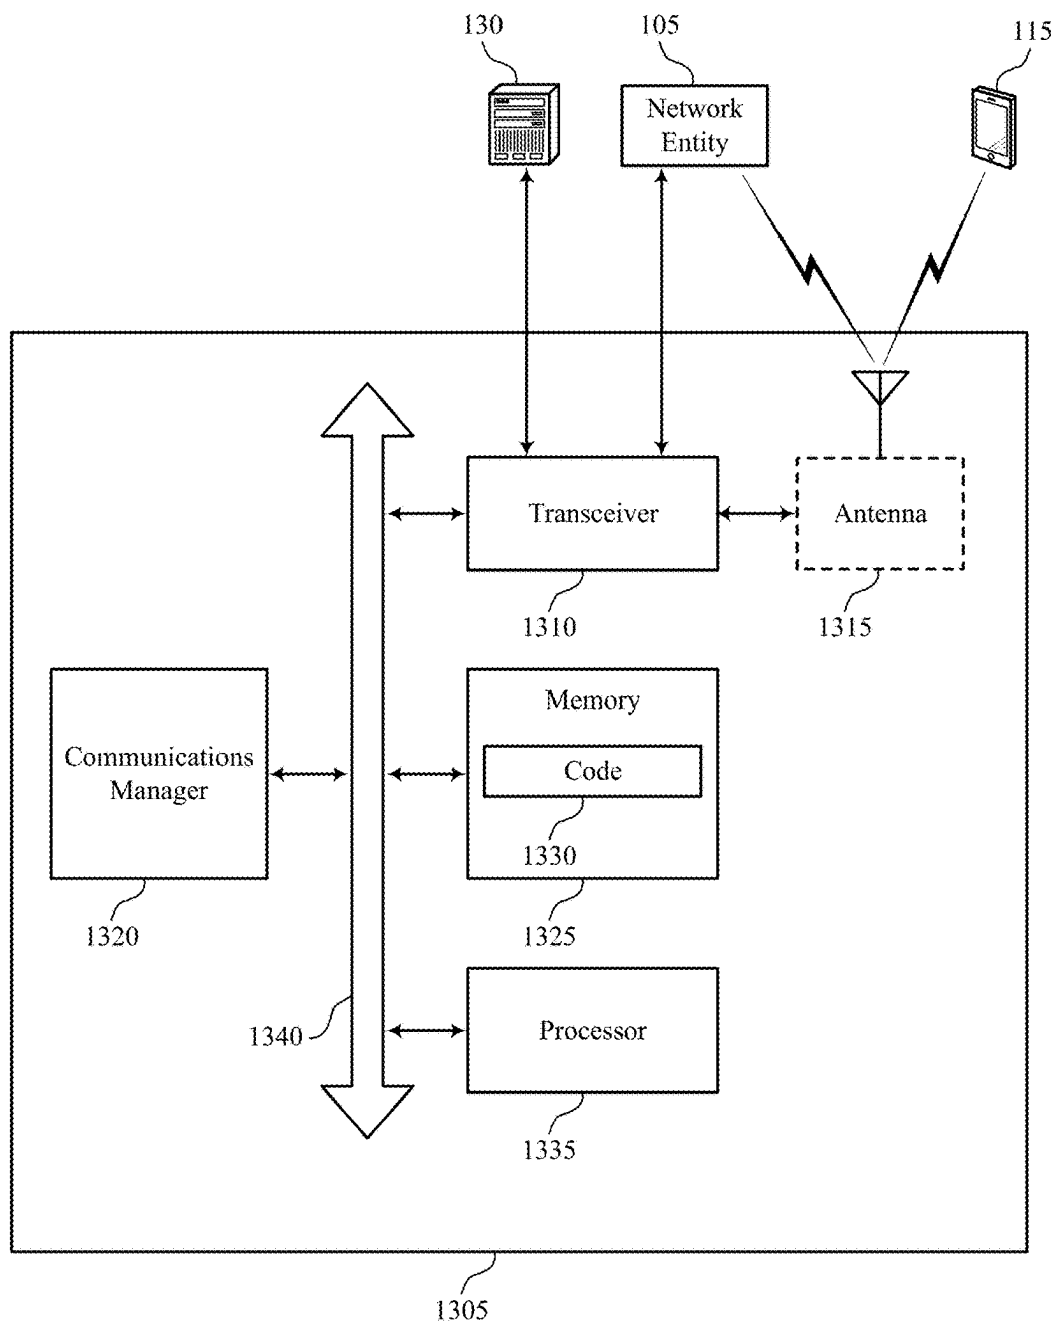 130
105
115
Network
Entity
Transceiver
Antenna
1310
1315
Communications
Manager
Memory
Code
1330
1320
1325
Processor
1340
1335
1305